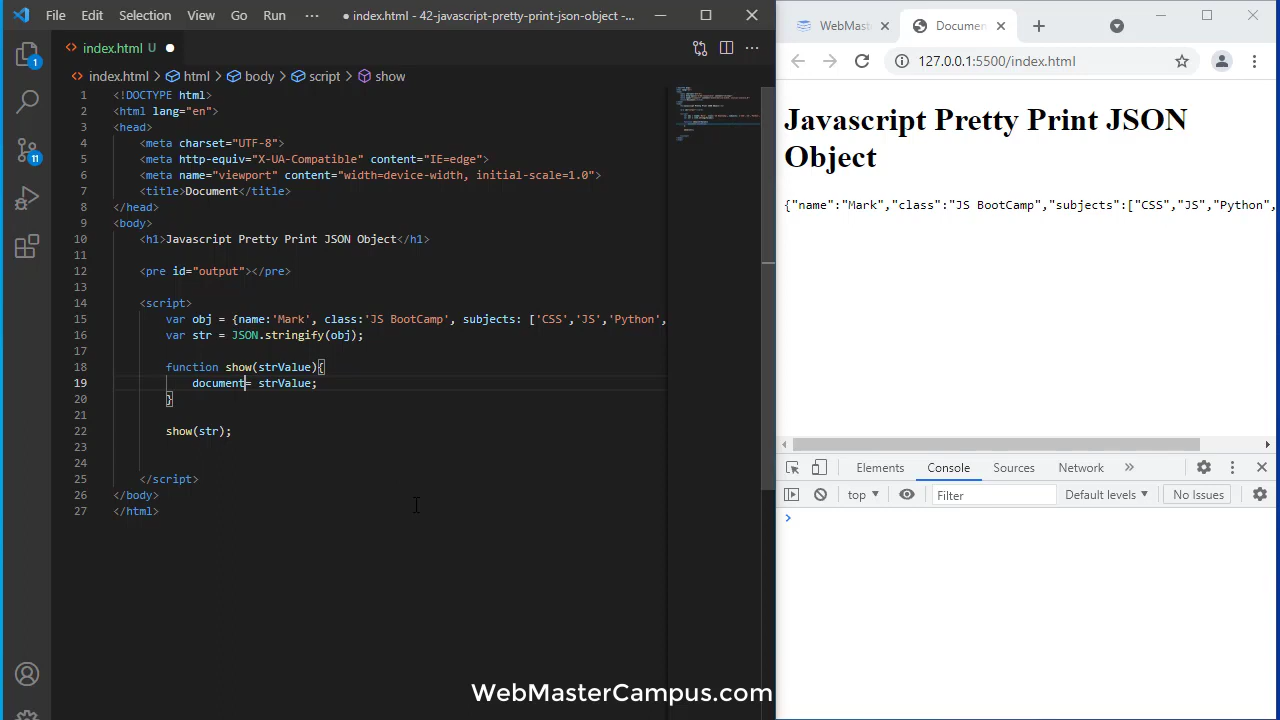 File Edit Selection View Go Run ··· ● index.html - 42-javascript-pretty-print-json-object -...
index.html U ●
index.html > html > body > script > show
1 <!DOCTYPE html>
2 <html lang="en">
3 <head>
4 <meta charset="UTF-8">
5 <meta http-equiv="X-UA-Compatible" content="IE=edge">
6 <meta name="viewport" content="width=device-width, initial-scale=1.0">
7 <title>Document</title>
8 </head>
9 <body>
10 <h1>Javascript Pretty Print JSON Object</h1>
11
12 <pre id="output"></pre>
13
14 <script>
15 var obj = {name:'Mark', class:'JS BootCamp', subjects: ['CSS','JS','Python',
16 var str = JSON.stringify(obj);
17
18 function show(strValue){
19 document= strValue;
20 }
21
22 show(str);
23
24
25 </script>
26 </body>
27 </html>
1
11
WebMast
Documen
127.0.0.1:5500/index.html
Javascript Pretty Print JSON
Object
{"name":"Mark","class":"JS BootCamp","subjects":["CSS","JS","Python",
Elements Console Sources Network »
top Filter Default levels No Issues
>
WebMasterCampus.com